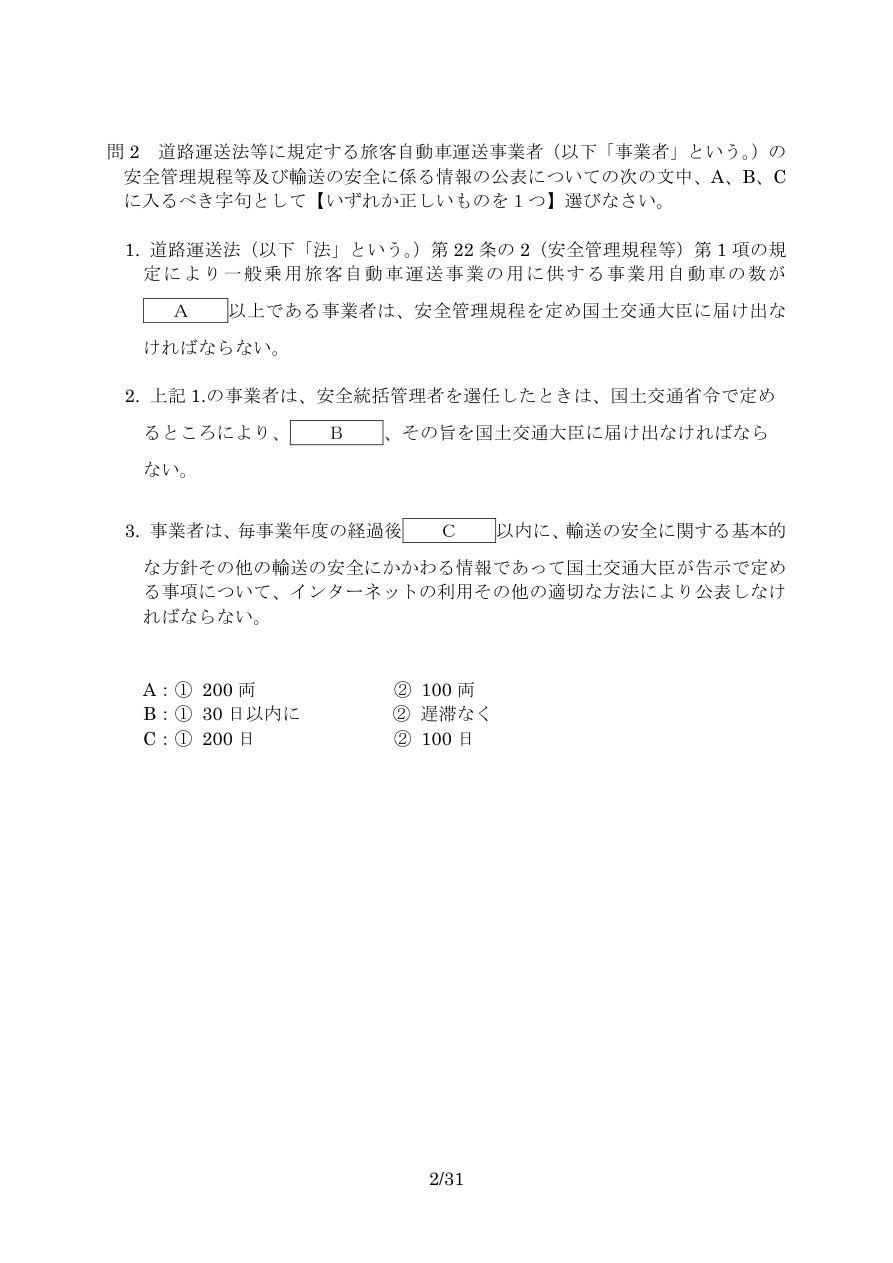 問 2　道路運送法等に規定する旅客自動車運送事業者（以下「事業者」という。）の
安全管理規程等及び輸送の安全に係る情報の公表についての次の文中、A、B、C
に入るべき字句として【いずれか正しいものを 1 つ】選びなさい。
1. 道路運送法（以下「法」という。）第 22 条の 2（安全管理規程等）第 1 項の規
定により一般乗用旅客自動車運送事業の用に供する事業用自動車の数が
A 以上である事業者は、安全管理規程を定め国土交通大臣に届け出な
ければならない。
2. 上記 1.の事業者は、安全統括管理者を選任したときは、国土交通省令で定め
るところにより、 B 、その旨を国土交通大臣に届け出なければなら
ない。
3. 事業者は、毎事業年度の経過後 C 以内に、輸送の安全に関する基本的
な方針その他の輸送の安全にかかわる情報であって国土交通大臣が告示で定め
る事項について、インターネットの利用その他の適切な方法により公表しなけ
ればならない。
A：① 200 両　② 100 両
B：① 30 日以内に　② 遅滞なく
C：① 200 日　② 100 日
2/31